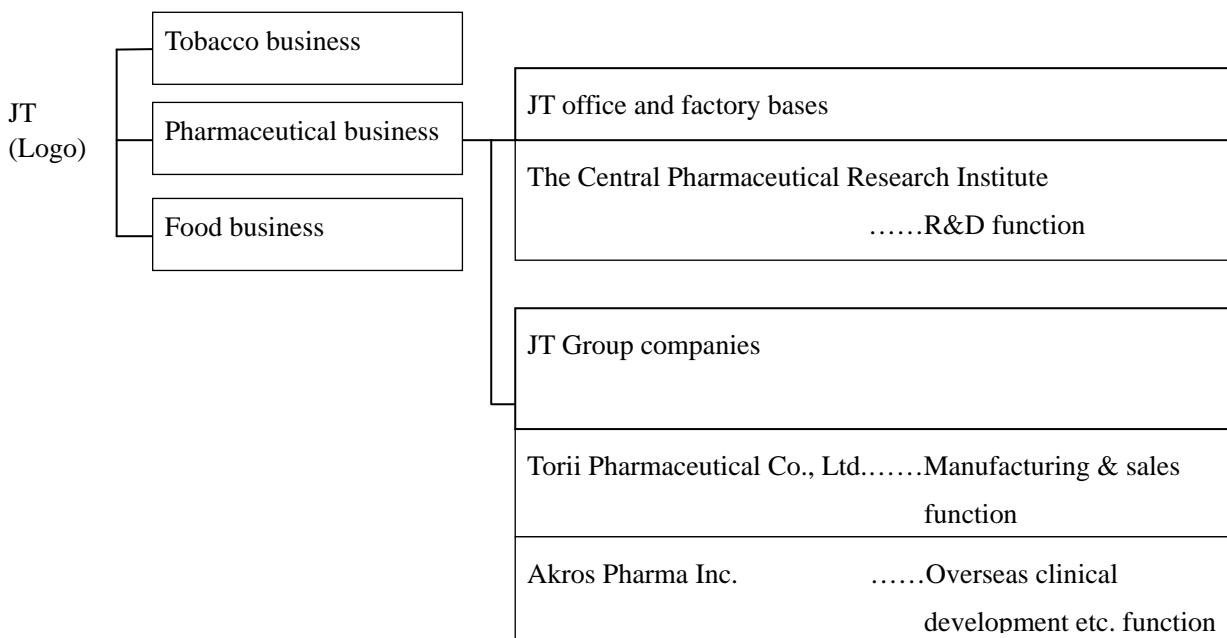 JT
(Logo)
Tobacco business
Pharmaceutical business
Food business
JT office and factory bases
The Central Pharmaceutical Research Institute
……R&D function
JT Group companies
Torii Pharmaceutical Co., Ltd.……Manufacturing & sales
function
Akros Pharma Inc. ……Overseas clinical
development etc. function